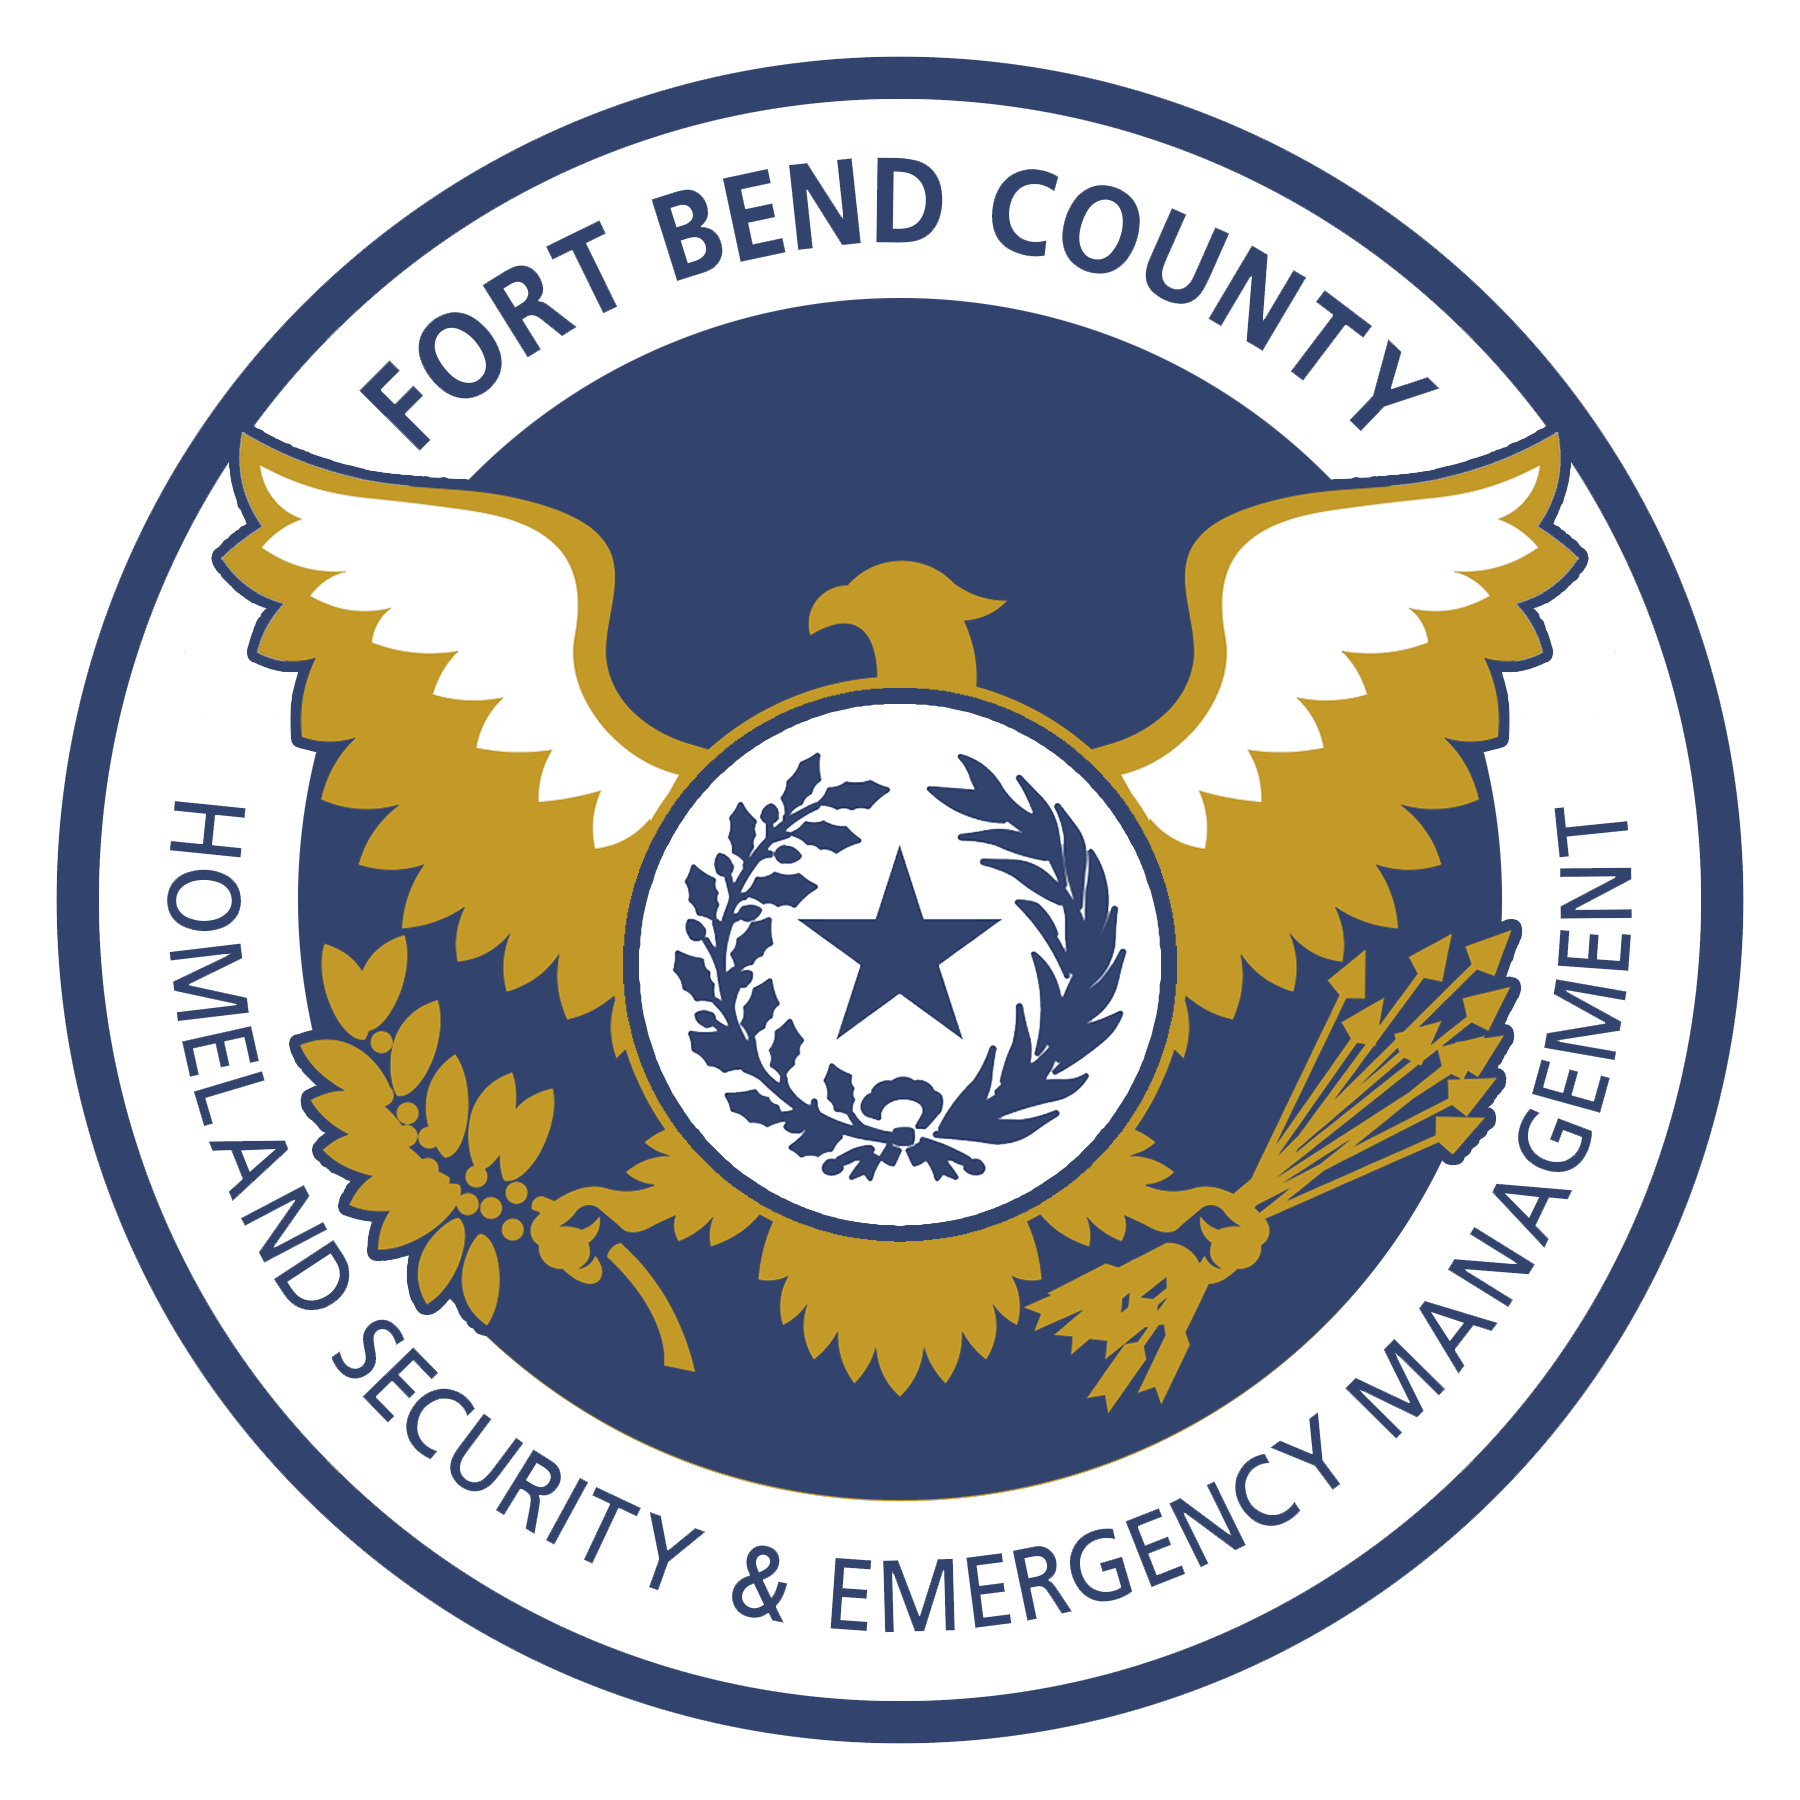 FORT BEND COUNTY
HOMELAND SECURITY & EMERGENCY MANAGEMENT